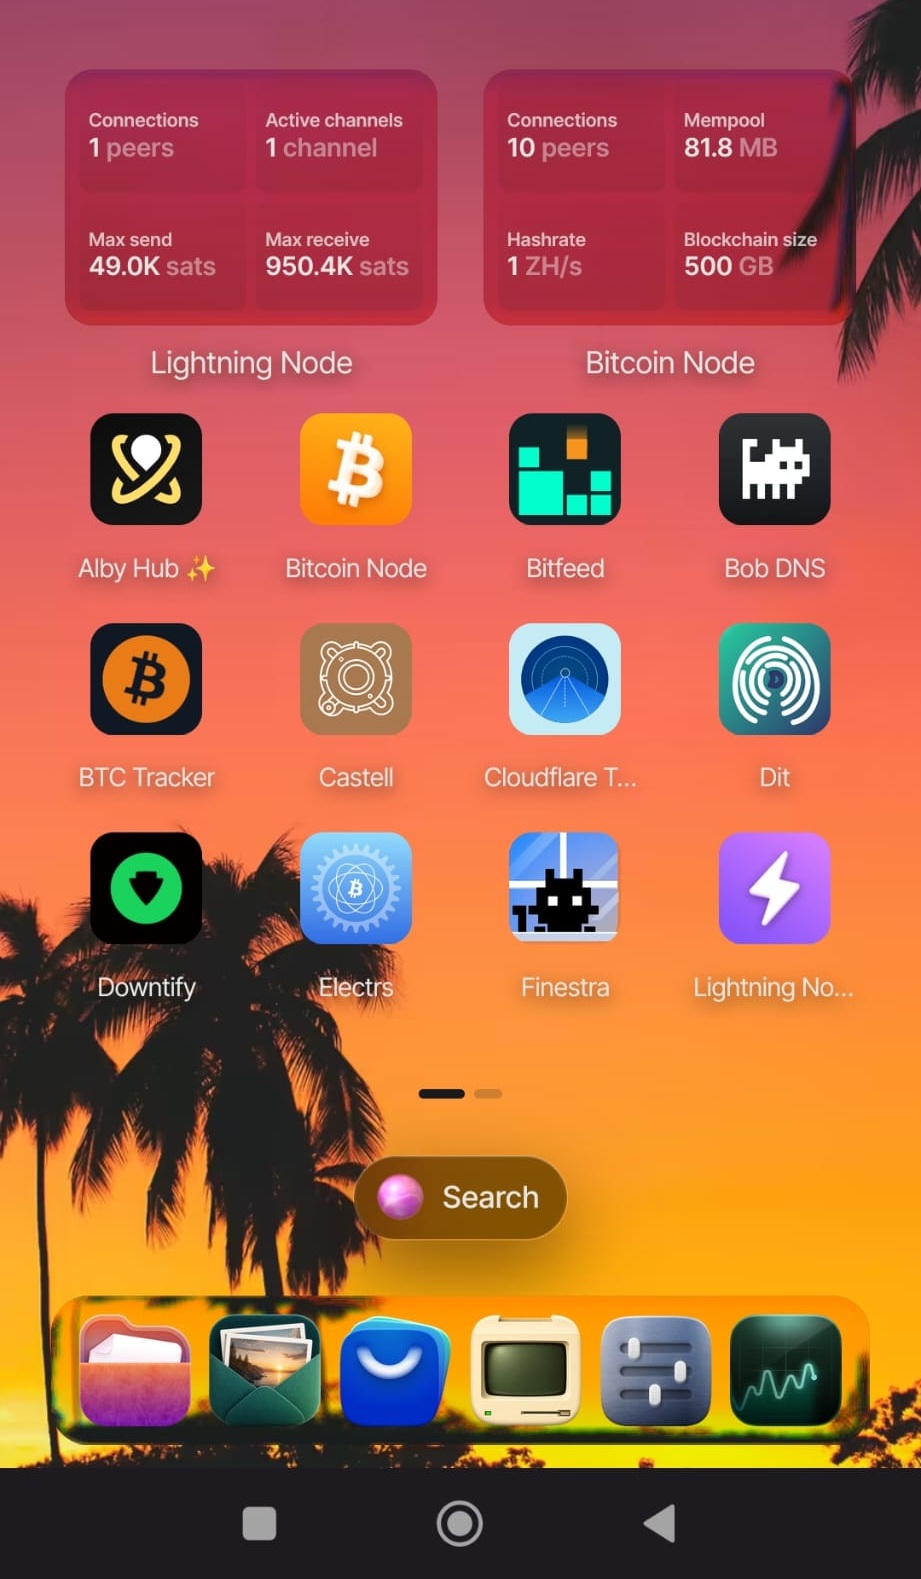 Connections
1 peers
Active channels
1 channel
Max send
49.0K sats
Max receive
950.4K sats
Lightning Node
Connections
10 peers
Mempool
81.8 MB
Hashrate
1 ZH/s
Blockchain size
500 GB
Bitcoin Node
Alby Hub ✨
Bitcoin Node
Bitfeed
Bob DNS
BTC Tracker
Castell
Cloudflare T...
Dit
Downtify
Electrs
Finestra
Lightning No...
Search